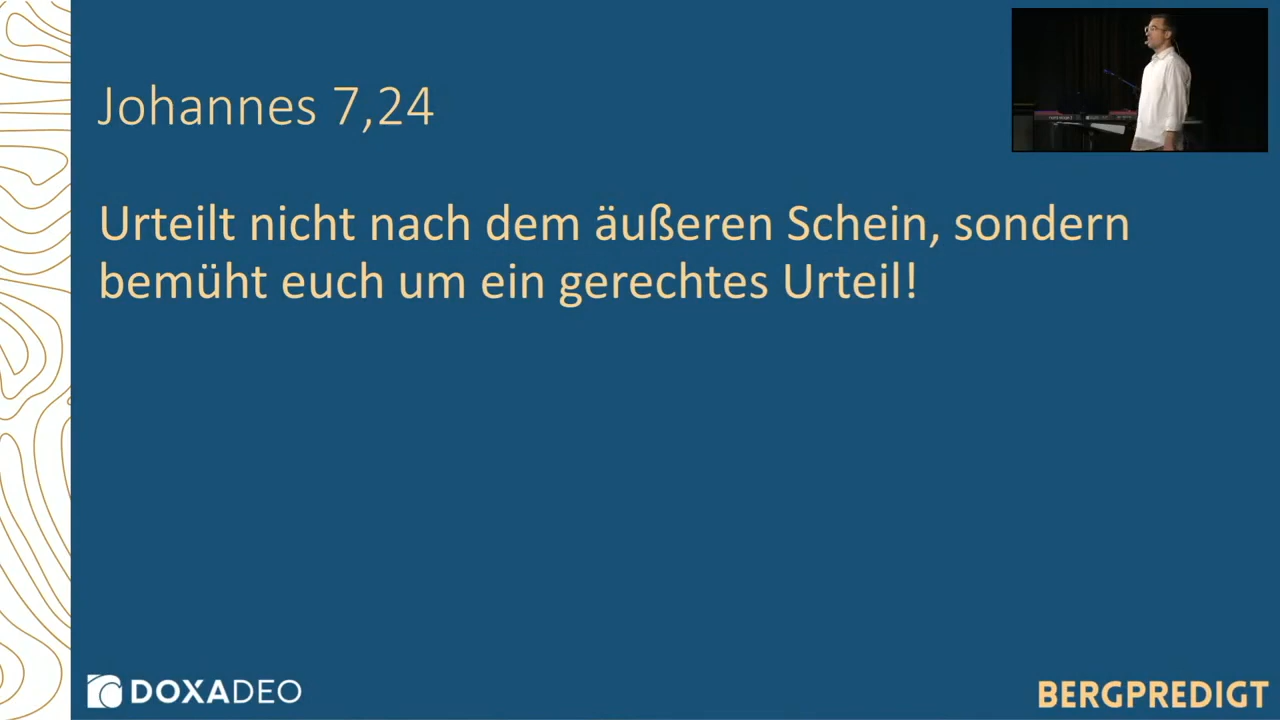 Johannes 7,24
Urteilt nicht nach dem äußeren Schein, sondern
bemüht euch um ein gerechtes Urteil!
DOXADEO
BERGPREDIGT